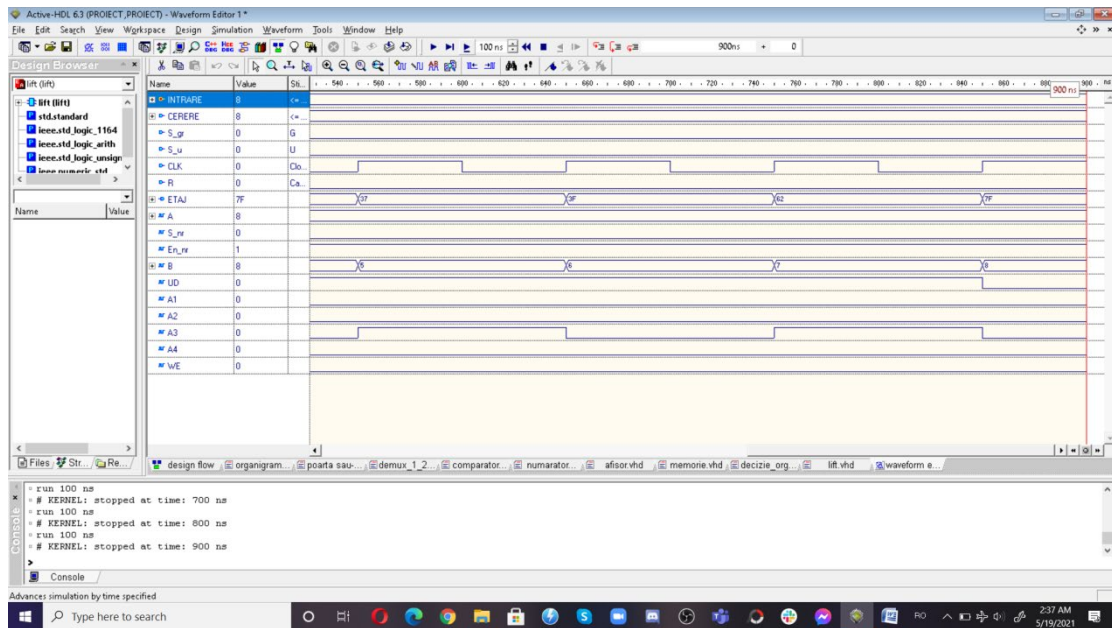 Active-HDL 6.3 (PROIECT ,PROIECT) - Waveform Editor 1 *
File Edit Search View Workspace Design Simulation Waveform Tools Window Help
100 ns 900ns + 0
Design Browser
lift (lift)
lift (lift)
std.standard
ieee.std_logic_1164
ieee.std_logic_arith
ieee.std_logic_unsign
ieee.numeric_std
Name Value
Files Str... Re...
Name Value Sti...
540 560 580 600 620 640 660 680 700 720 740 760 780 800 820 840 860 880 900
900 ns
INTRARE 8 <= ...
CERERE 8 <= ...
S_gr 0 G
S_u 0 U
CLK 0 Clo...
R 0 Ca...
ETAJ 7F 37 3F 62 7F
A 8
S_nr 0
En_nr 1
B 8 5 6 7 8
UD 0
A1 0
A2 0
A3 0
A4 0
WE 0
design flow organigram... poarta sau-... demux_1_2... comparator... numarator... afisor.vhd memorie.vhd decizie_org... lift.vhd waveform e...
run 100 ns
# KERNEL: stopped at time: 700 ns
run 100 ns
# KERNEL: stopped at time: 800 ns
run 100 ns
# KERNEL: stopped at time: 900 ns
>
Console
Console
Advances simulation by time specified
Type here to search
RO
2:37 AM
5/19/2021